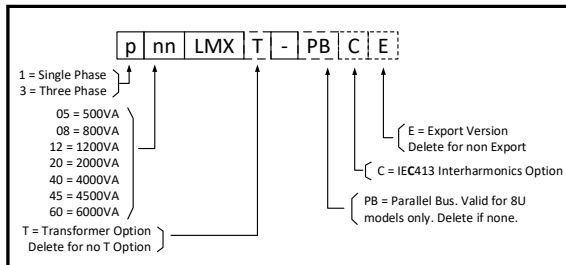 p nn LMX T - PB C E
1 = Single Phase
3 = Three Phase
05 = 500VA
08 = 800VA
12 = 1200VA
20 = 2000VA
40 = 4000VA
45 = 4500VA
60 = 6000VA
T = Transformer Option
Delete for no T Option
E = Export Version
Delete for non Export
C = IEC413 Interharmonics Option
PB = Parallel Bus. Valid for 8U
models only. Delete if none.